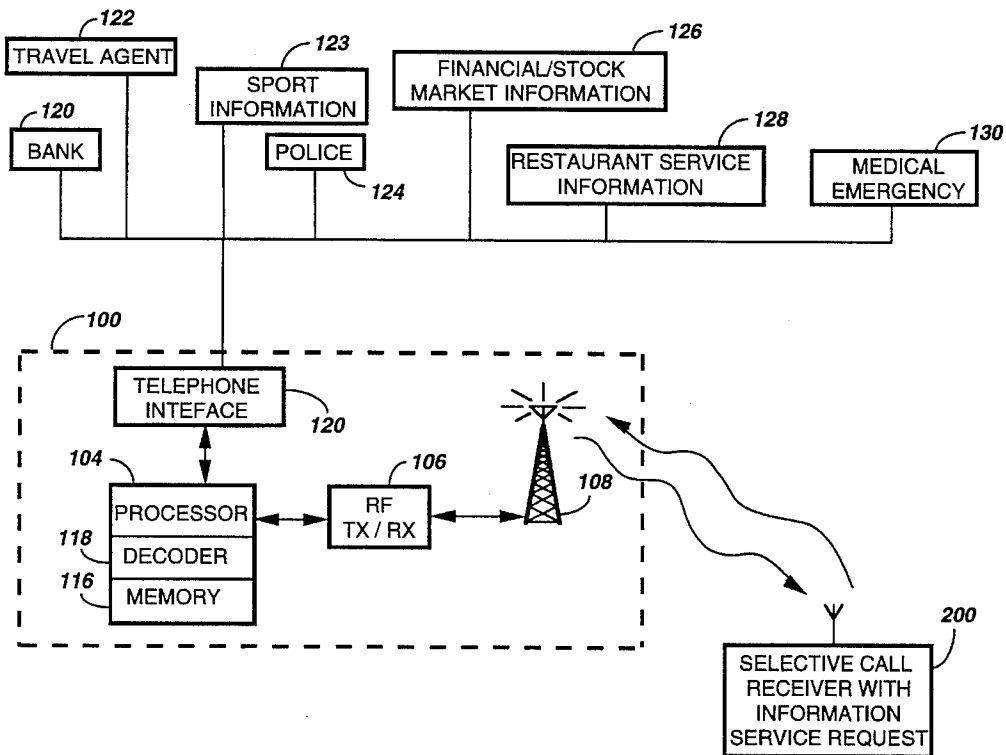 122
TRAVEL AGENT
123
SPORT
INFORMATION
126
FINANCIAL/STOCK
MARKET INFORMATION
120
BANK
POLICE
124
128
RESTAURANT SERVICE
INFORMATION
130
MEDICAL
EMERGENCY
100
TELEPHONE
INTEFACE
120
104
PROCESSOR
118
DECODER
116
MEMORY
106
RF
TX / RX
108
200
SELECTIVE CALL
RECEIVER WITH
INFORMATION
SERVICE REQUEST